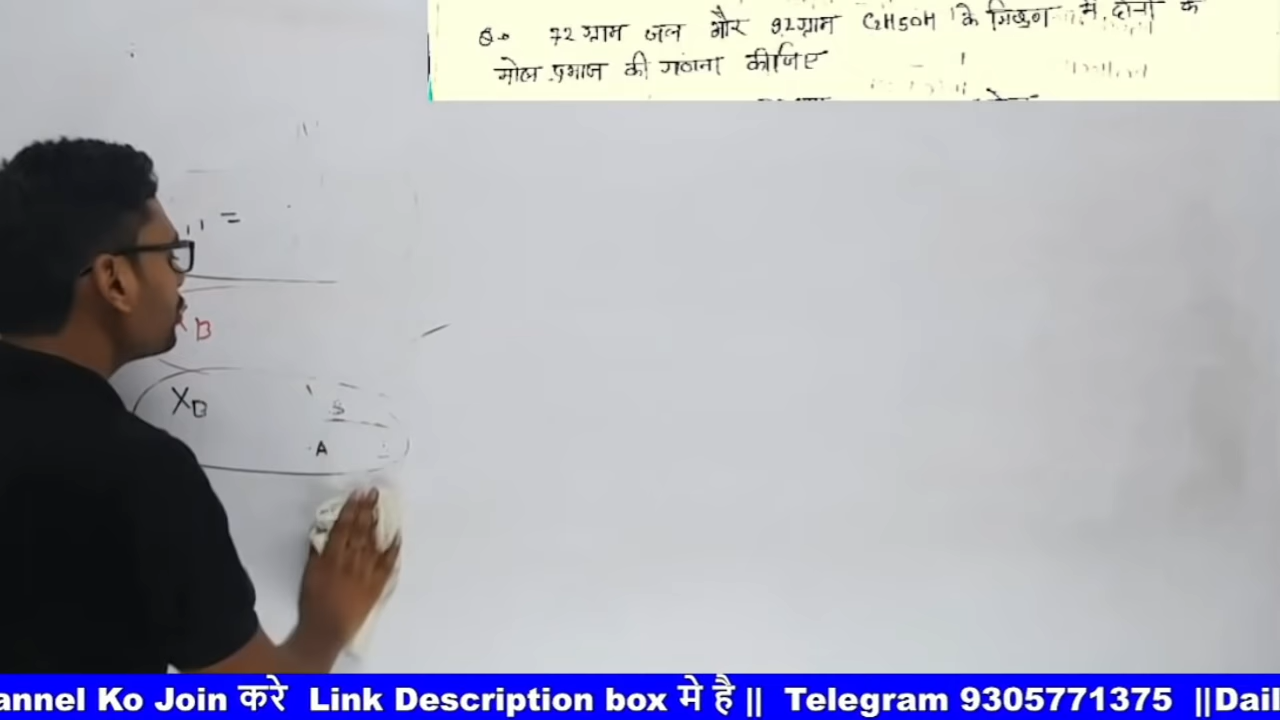 Q. 72 ग्राम जल और 92 ग्राम C2H5OH के मिश्रण में दोनों के
मोल प्रभाज की गणना कीजिए
=
B
XB
B
A
annel Ko Join करे Link Description box मे है || Telegram 9305771375 ||Dail